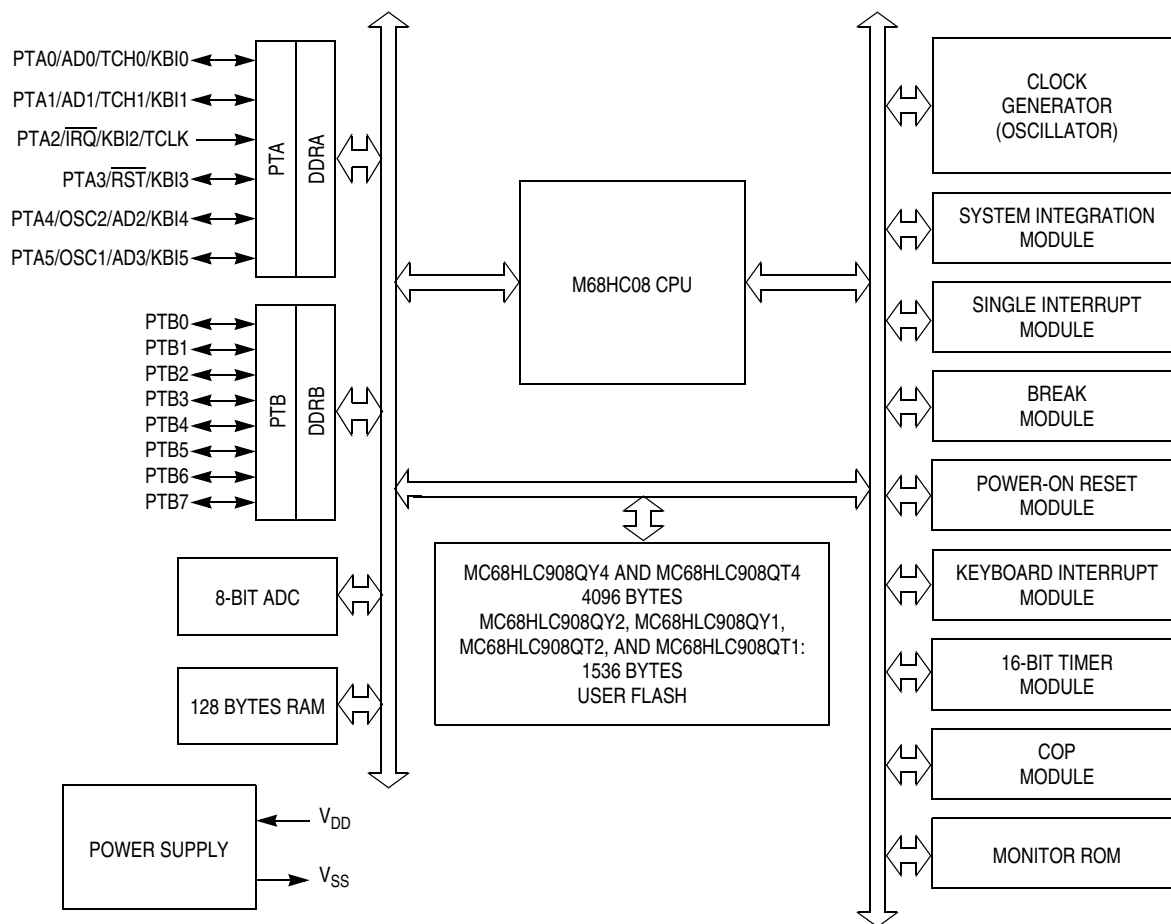 PTA0/AD0/TCH0/KBI0
PTA1/AD1/TCH1/KBI1
PTA2/I̅R̅Q̅/KBI2/TCLK
PTA3/R̅S̅T̅/KBI3
PTA4/OSC2/AD2/KBI4
PTA5/OSC1/AD3/KBI5
PTA
DDRA
PTB0
PTB1
PTB2
PTB3
PTB4
PTB5
PTB6
PTB7
PTB
DDRB
8-BIT ADC
128 BYTES RAM
POWER SUPPLY
VDD
VSS
M68HC08 CPU
MC68HLC908QY4 AND MC68HLC908QT4
4096 BYTES
MC68HLC908QY2, MC68HLC908QY1,
MC68HLC908QT2, AND MC68HLC908QT1:
1536 BYTES
USER FLASH
CLOCK
GENERATOR
(OSCILLATOR)
SYSTEM INTEGRATION
MODULE
SINGLE INTERRUPT
MODULE
BREAK
MODULE
POWER-ON RESET
MODULE
KEYBOARD INTERRUPT
MODULE
16-BIT TIMER
MODULE
COP
MODULE
MONITOR ROM